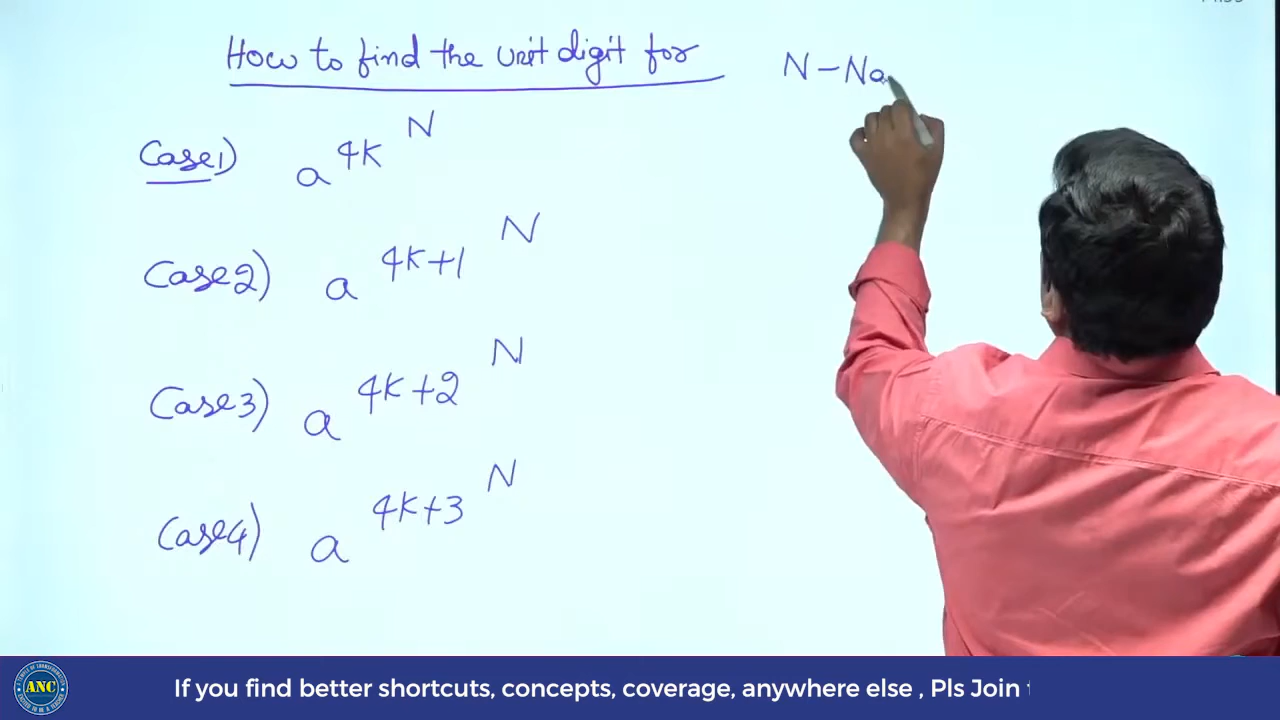 How to find the unit digit for
N - Na
Case1) a^4K^N
Case2) a^4K+1^N
Case3) a^4K+2^N
Case4) a^4K+3^N
ANC
If you find better shortcuts, concepts, coverage, anywhere else , Pls Join